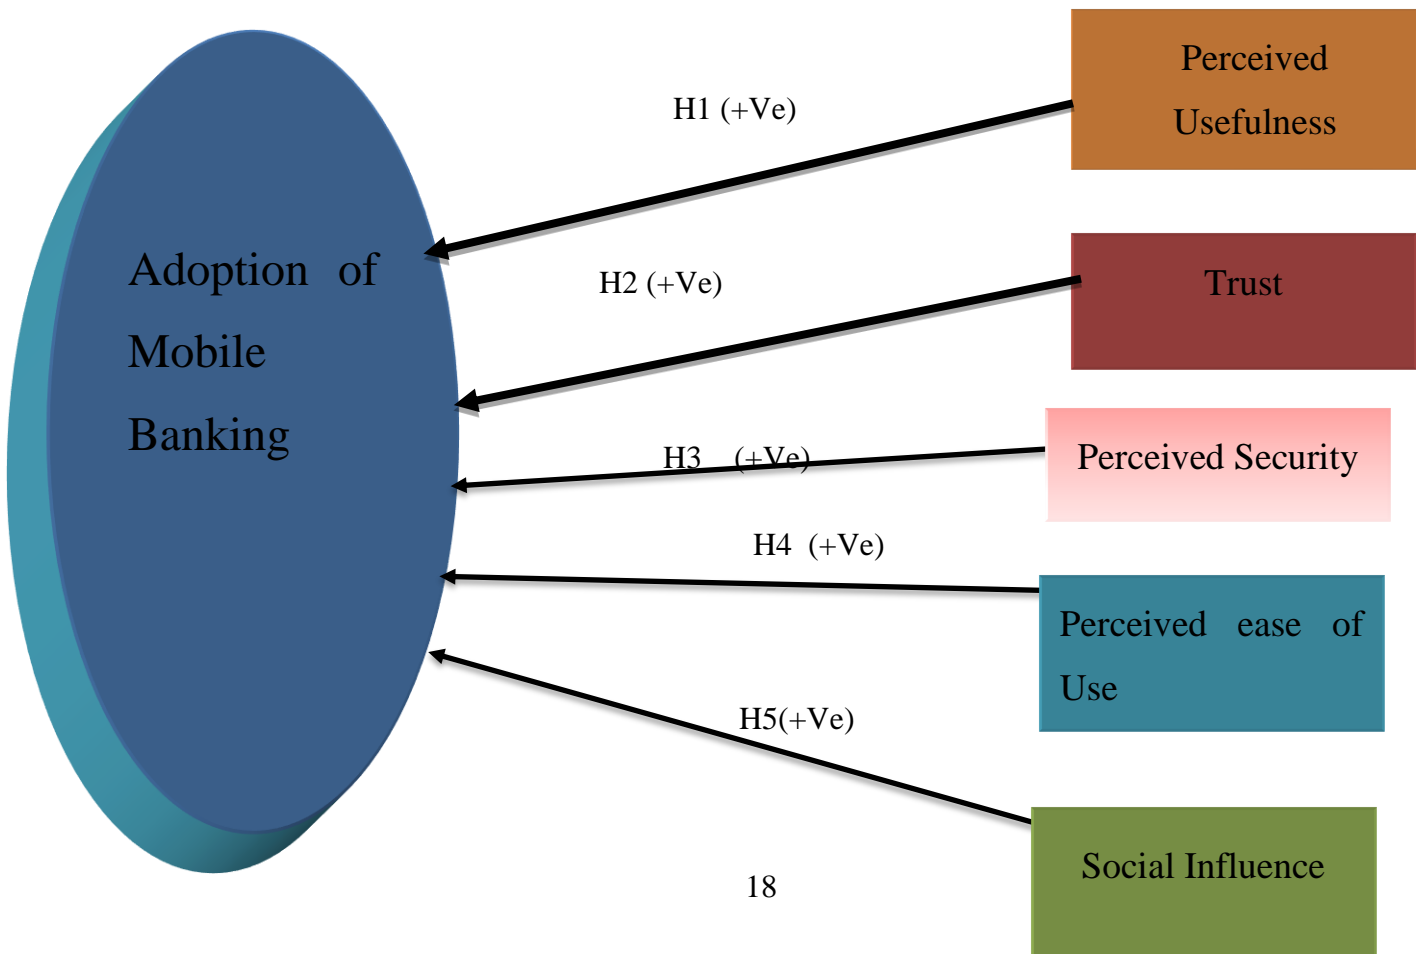 Perceived
Usefulness
H1 (+Ve)
Adoption of
Mobile
Banking
H2 (+Ve)
Trust
H3 (+Ve)
Perceived Security
H4 (+Ve)
Perceived ease of
Use
H5(+Ve)
Social Influence
18